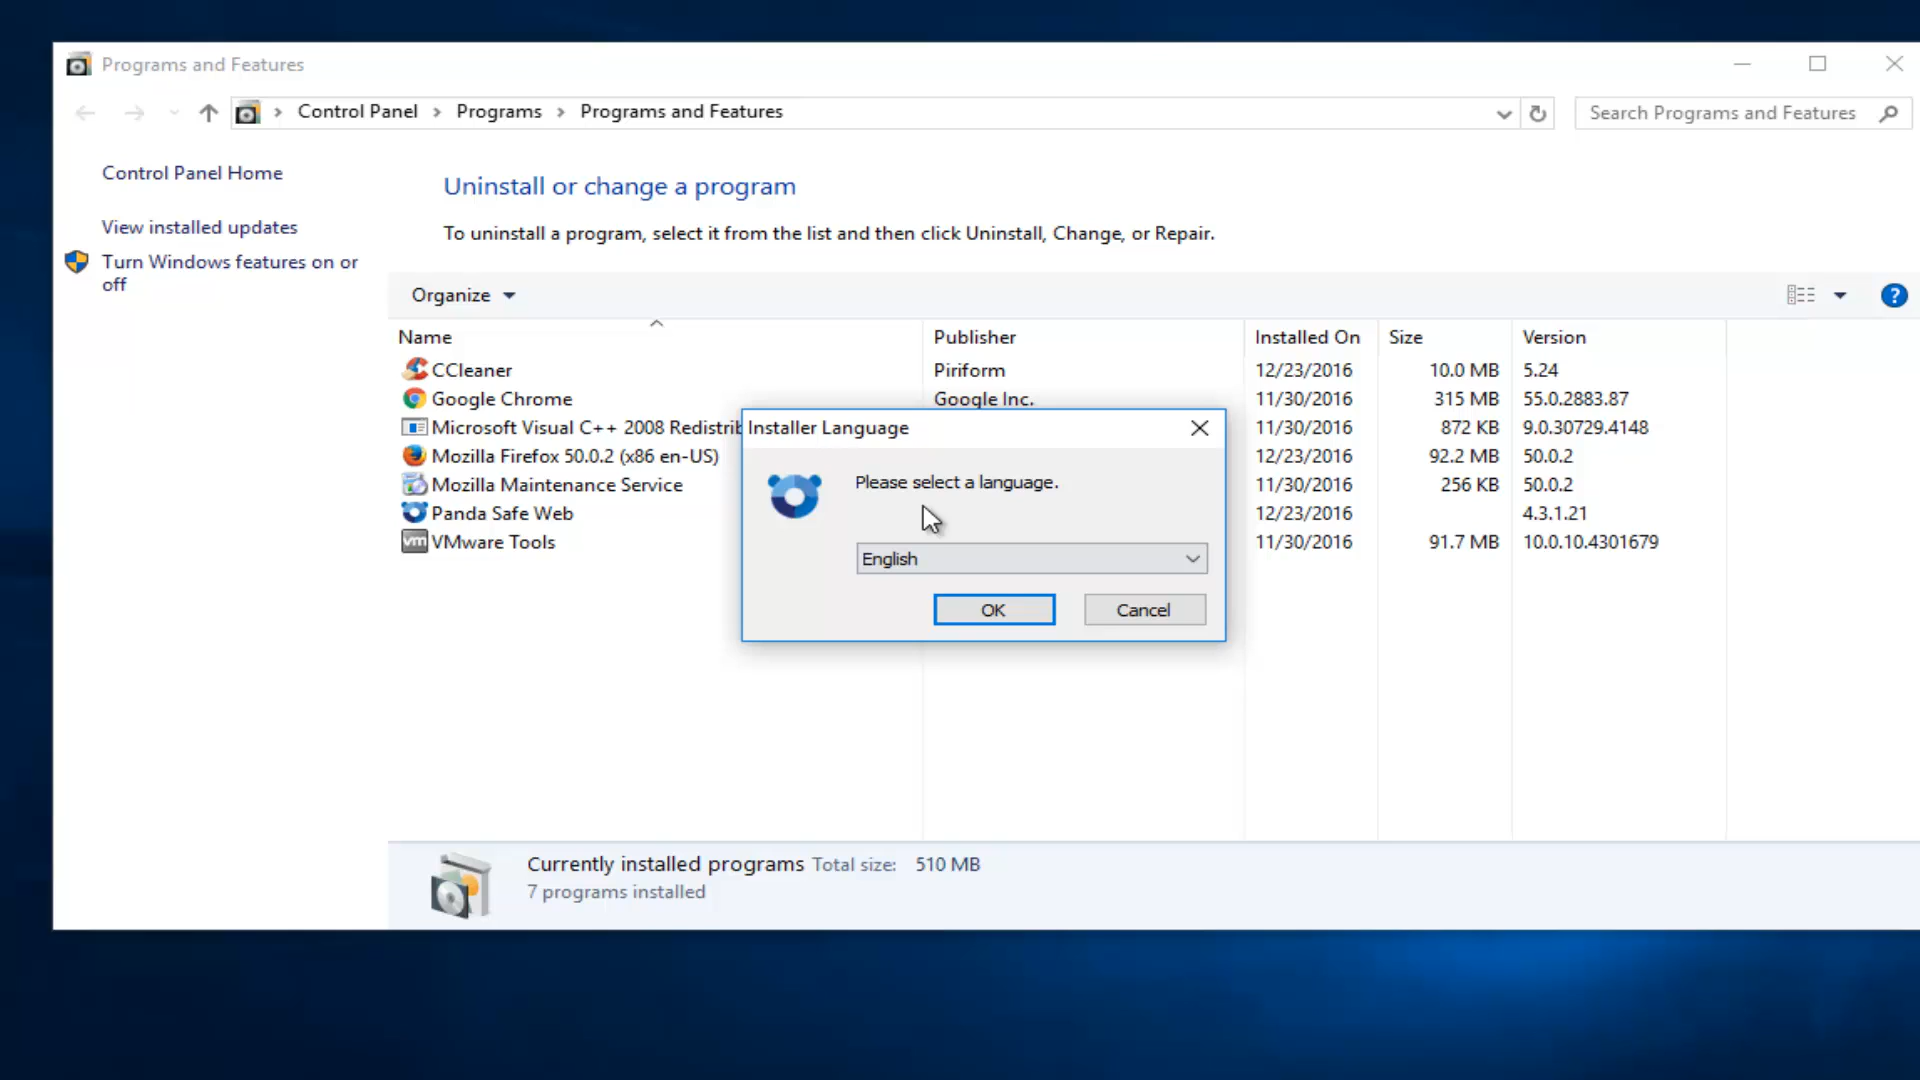 Programs and Features
Control Panel > Programs > Programs and Features
Search Programs and Features
Control Panel Home
View installed updates
Turn Windows features on or
off
Uninstall or change a program
To uninstall a program, select it from the list and then click Uninstall, Change, or Repair.
Organize
?
Name Publisher Installed On Size Version
CCleaner Piriform 12/23/2016 10.0 MB 5.24
Google Chrome Google Inc. 11/30/2016 315 MB 55.0.2883.87
Microsoft Visual C++ 2008 Redistrib 11/30/2016 872 KB 9.0.30729.4148
Mozilla Firefox 50.0.2 (x86 en-US) 12/23/2016 92.2 MB 50.0.2
Mozilla Maintenance Service 11/30/2016 256 KB 50.0.2
Panda Safe Web 12/23/2016 4.3.1.21
vm VMware Tools 11/30/2016 91.7 MB 10.0.10.4301679
Installer Language
Please select a language.
English
OK Cancel
Currently installed programs Total size: 510 MB
7 programs installed